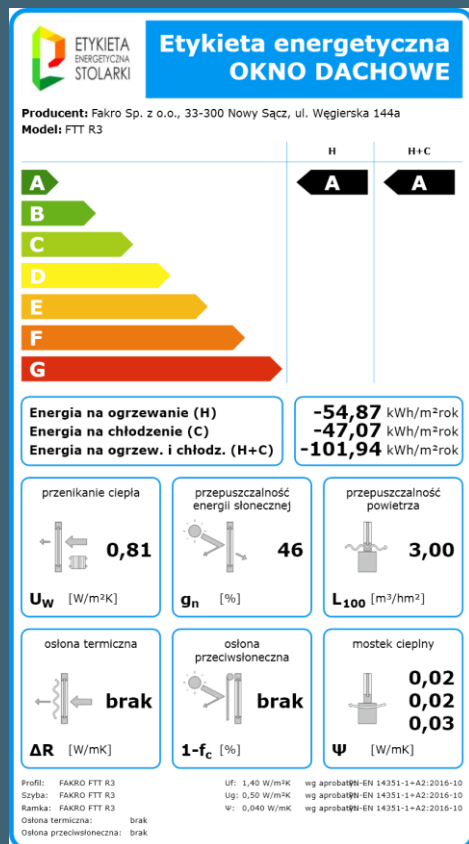 ETYKIETA
ENERGETYCZNA
STOLARKI
Etykieta energetyczna
OKNO DACHOWE
Producent: Fakro Sp. z o.o., 33-300 Nowy Sącz, ul. Węgierska 144a
Model: FTT R3
H H+C
A A A
B
C
D
E
F
G
Energia na ogrzewanie (H) -54,87 kWh/m²rok
Energia na chłodzenie (C) -47,07 kWh/m²rok
Energia na ogrzew. i chłodz. (H+C) -101,94 kWh/m²rok
przenikanie ciepła
0,81
UW [W/m²K]
przepuszczalność
energii słonecznej
46
gn [%]
przepuszczalność
powietrza
3,00
L100 [m³/hm²]
osłona termiczna
brak
ΔR [W/mK]
osłona
przeciwsłoneczna
brak
1-fc [%]
mostek cieplny
0,02
0,02
0,03
Ψ [W/mK]
Profil: FAKRO FTT R3 Uf: 1,40 W/m²K wg aprobaty: PN-EN 14351-1+A2:2016-10
Szyba: FAKRO FTT R3 Ug: 0,50 W/m²K wg aprobaty: PN-EN 14351-1+A2:2016-10
Ramka: FAKRO FTT R3 Ψ: 0,040 W/mK wg aprobaty: PN-EN 14351-1+A2:2016-10
Osłona termiczna: brak
Osłona przeciwsłoneczna: brak